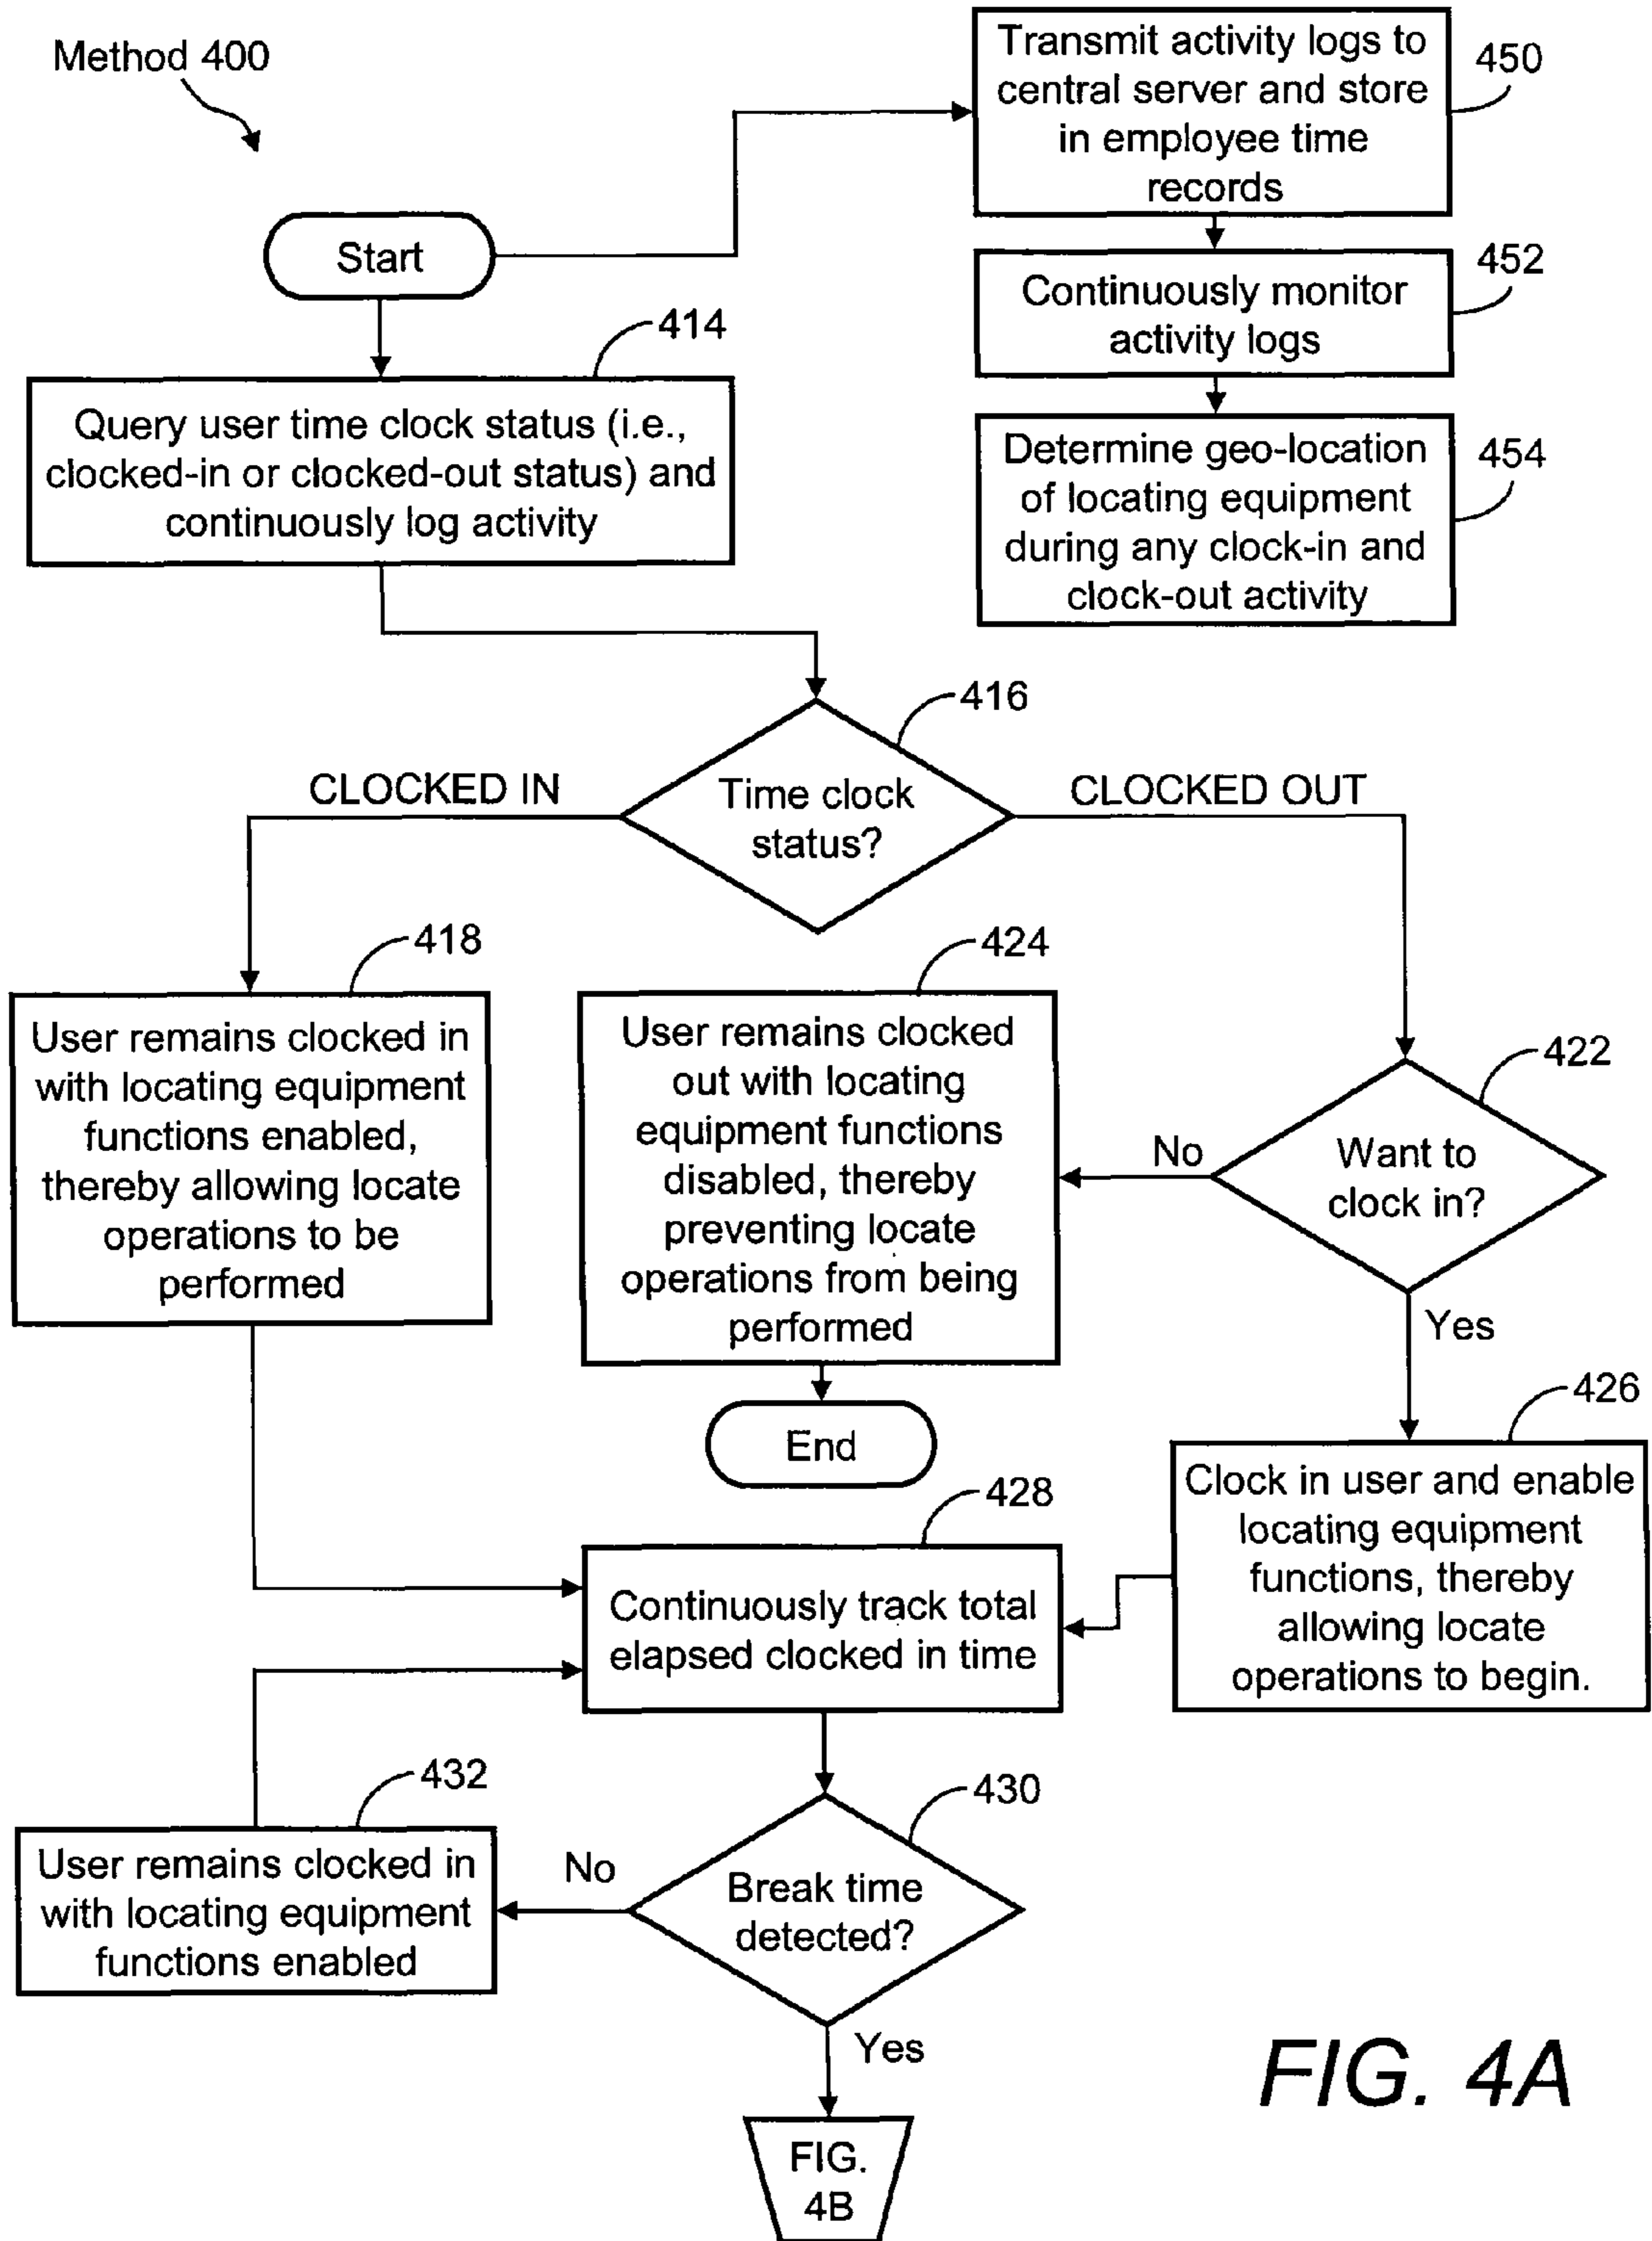 Method 400
Transmit activity logs to
central server and store
in employee time
records
450
Start
Continuously monitor
activity logs
452
414
Query user time clock status (i.e.,
clocked-in or clocked-out status) and
continuously log activity
Determine geo-location
of locating equipment
during any clock-in and
clock-out activity
454
416
Time clock
status?
CLOCKED IN
CLOCKED OUT
418
User remains clocked in
with locating equipment
functions enabled,
thereby allowing locate
operations to be
performed
424
User remains clocked
out with locating
equipment functions
disabled, thereby
preventing locate
operations from being
performed
422
Want to
clock in?
No
Yes
End
426
Clock in user and enable
locating equipment
functions, thereby
allowing locate
operations to begin.
428
Continuously track total
elapsed clocked in time
432
User remains clocked in
with locating equipment
functions enabled
No
430
Break time
detected?
Yes
FIG.
4B
FIG. 4A